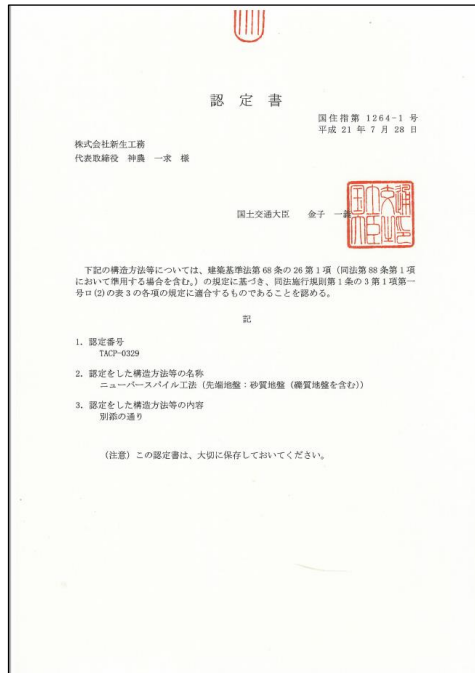 認定書
国住指第 1264-1 号
平成 21 年 7 月 28 日
株式会社新生工務
代表取締役 神農 一求 様
国土交通大臣 金子 一義
下記の構造方法等については、建築基準法第 68 条の 26 第 1 項（同法第 88 条第 1 項
において準用する場合を含む。）の規定に基づき、同法施行規則第 1 条の 3 第 1 項第一
号ロ(2)の表 3 の各項の規定に適合するものであることを認める。
記
1．認定番号
TACP-0329
2．認定をした構造方法等の名称
ニューバースパイル工法（先端地盤：砂質地盤（礫質地盤を含む））
3．認定をした構造方法等の内容
別添の通り
（注意）この認定書は、大切に保存しておいてください。